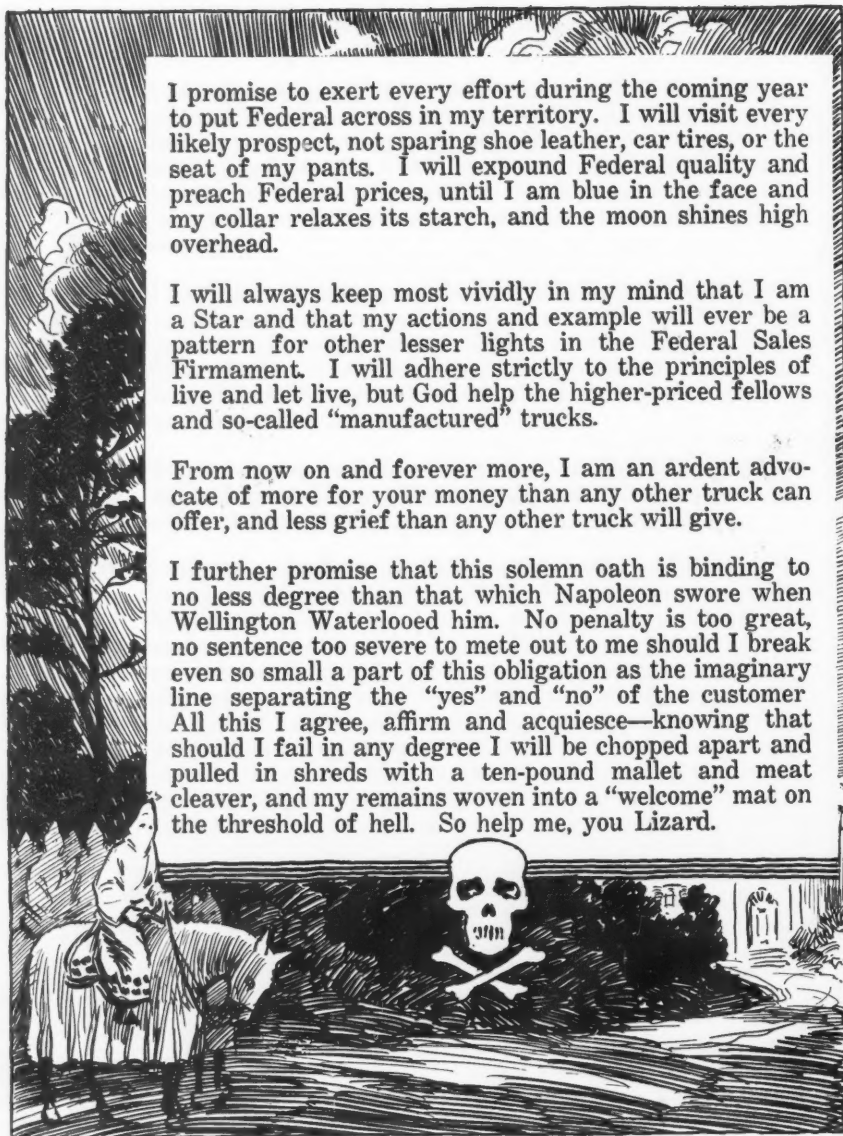 I promise to exert every effort during the coming year
to put Federal across in my territory. I will visit every
likely prospect, not sparing shoe leather, car tires, or the
seat of my pants. I will expound Federal quality and
preach Federal prices, until I am blue in the face and
my collar relaxes its starch, and the moon shines high
overhead.
I will always keep most vividly in my mind that I am
a Star and that my actions and example will ever be a
pattern for other lesser lights in the Federal Sales
Firmament. I will adhere strictly to the principles of
live and let live, but God help the higher-priced fellows
and so-called "manufactured" trucks.
From now on and forever more, I am an ardent advo-
cate of more for your money than any other truck can
offer, and less grief than any other truck will give.
I further promise that this solemn oath is binding to
no less degree than that which Napoleon swore when
Wellington Waterlooed him. No penalty is too great,
no sentence too severe to mete out to me should I break
even so small a part of this obligation as the imaginary
line separating the "yes" and "no" of the customer
All this I agree, affirm and acquiesce—knowing that
should I fail in any degree I will be chopped apart and
pulled in shreds with a ten-pound mallet and meat
cleaver, and my remains woven into a "welcome" mat on
the threshold of hell. So help me, you Lizard.